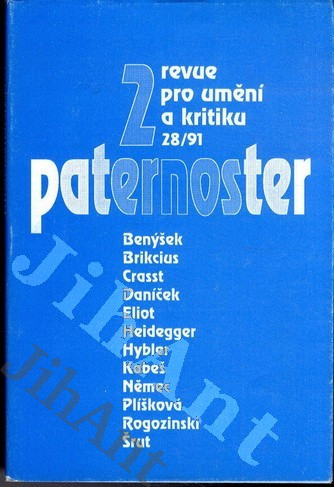 2
revue
pro umění
a kritiku
28/91
paternoster
Benýšek
Brikcius
Crasst
Daníček
Eliot
Heidegger
Hybler
Kabeš
Němec
Plíšková
Rogozinski
Šrut
JihAnt
JihAnt